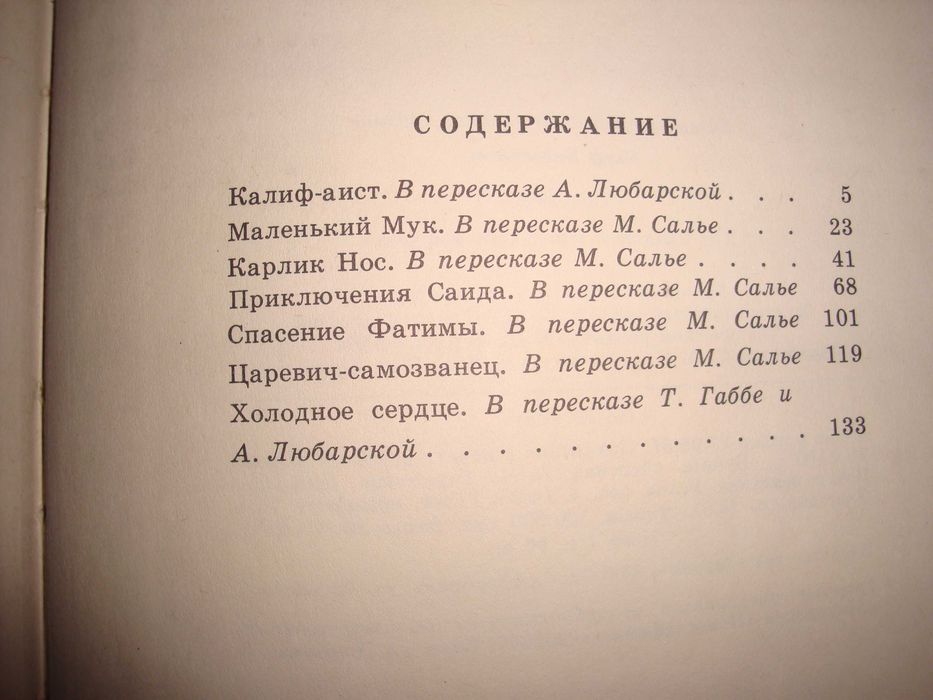 СОДЕРЖАНИЕ
Калиф-аист. В пересказе А. Любарской . . . 5
Маленький Мук. В пересказе М. Салье . . . 23
Карлик Нос. В пересказе М. Салье . . . . 41
Приключения Саида. В пересказе М. Салье 68
Спасение Фатимы. В пересказе М. Салье 101
Царевич-самозванец. В пересказе М. Салье 119
Холодное сердце. В пересказе Т. Габбе и
А. Любарской . . . . . . . . . . . . 133